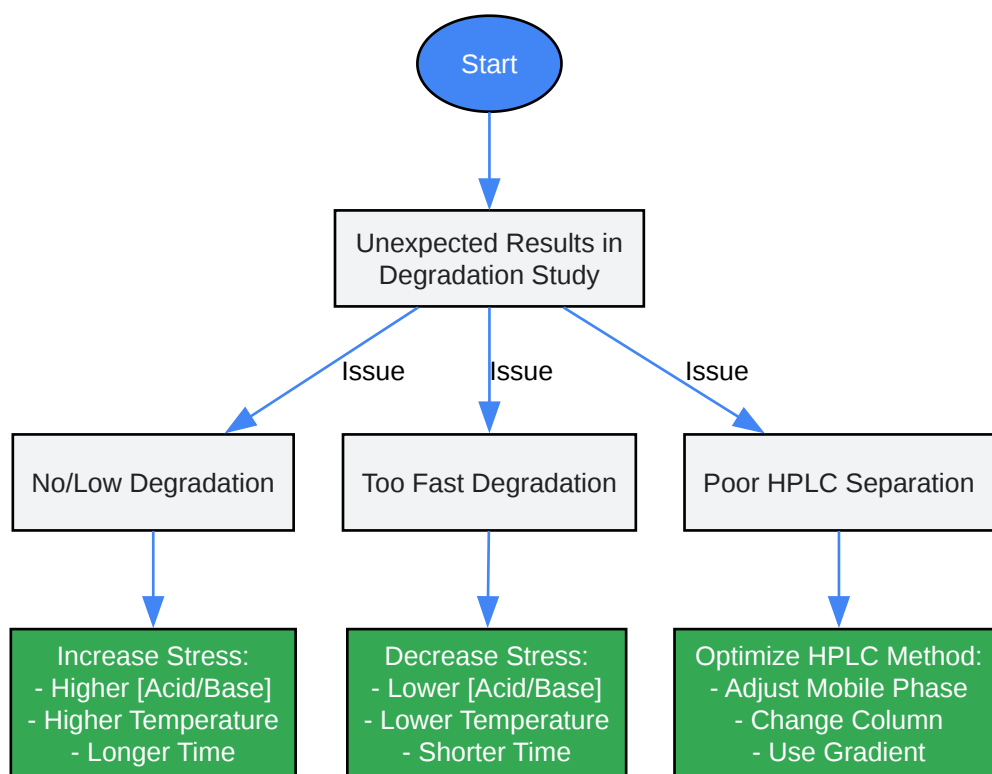 Start
Unexpected Results in
Degradation Study
Issue
Issue
Issue
No/Low Degradation
Too Fast Degradation
Poor HPLC Separation
Increase Stress:
- Higher [Acid/Base]
- Higher Temperature
- Longer Time
Decrease Stress:
- Lower [Acid/Base]
- Lower Temperature
- Shorter Time
Optimize HPLC Method:
- Adjust Mobile Phase
- Change Column
- Use Gradient